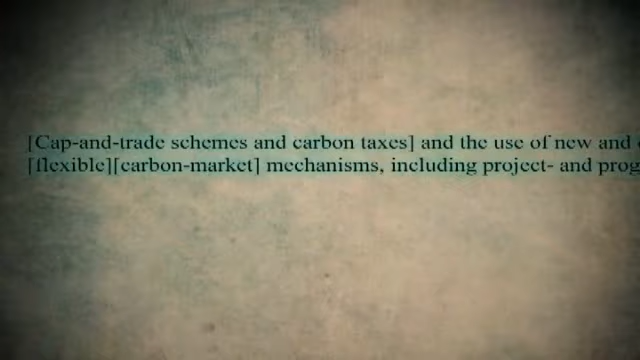 [Cap-and-trade schemes and carbon taxes] and the use of new and
[flexible][carbon-market] mechanisms, including project- and